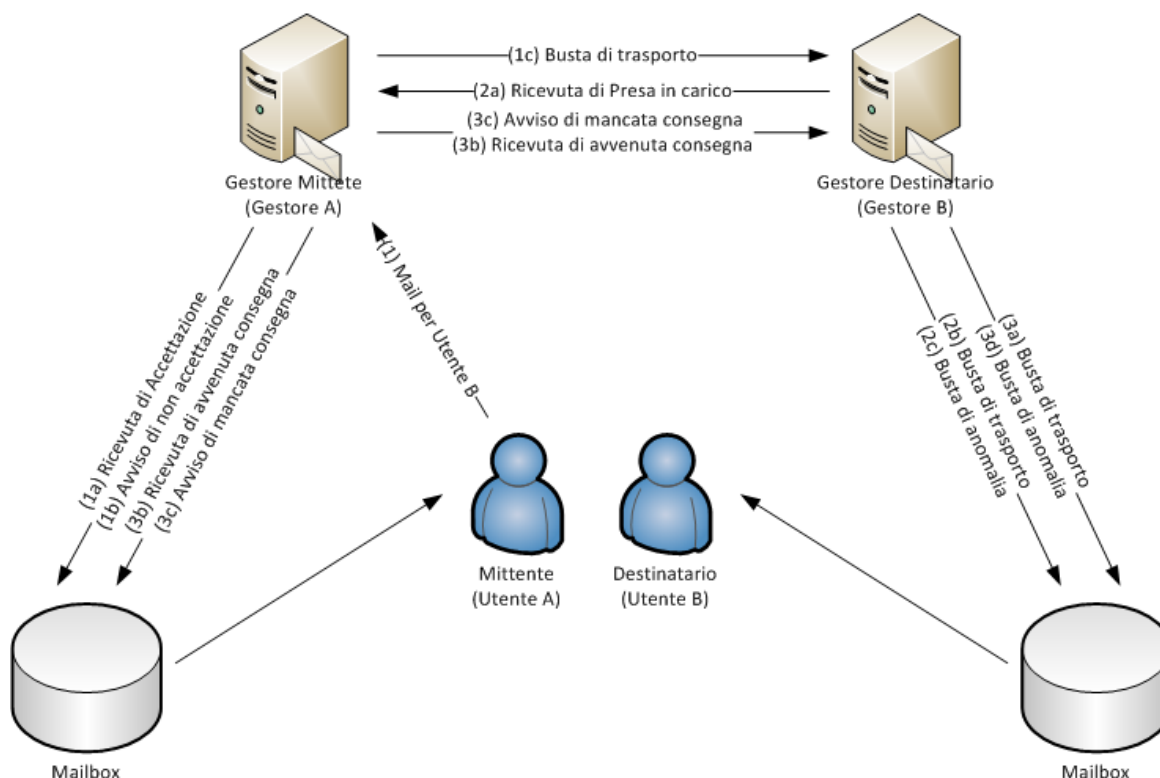 (1c) Busta di trasporto
(2a) Ricevuta di Presa in carico
(3c) Avviso di mancata consegna
(3b) Ricevuta di avvenuta consegna
Gestore Mittete
(Gestore A)
Gestore Destinatario
(Gestore B)
(1) Mail per Utente B
(1a) Ricevuta di Accettazione
(1b) Avviso di non accettazione
(3b) Ricevuta di avvenuta consegna
(3c) Avviso di mancata consegna
(3a) Busta di trasporto
(3d) Busta di anomalia
(2b) Busta di trasporto
(2c) Busta di anomalia
Mittente
(Utente A)
Destinatario
(Utente B)
Mailbox
Mailbox